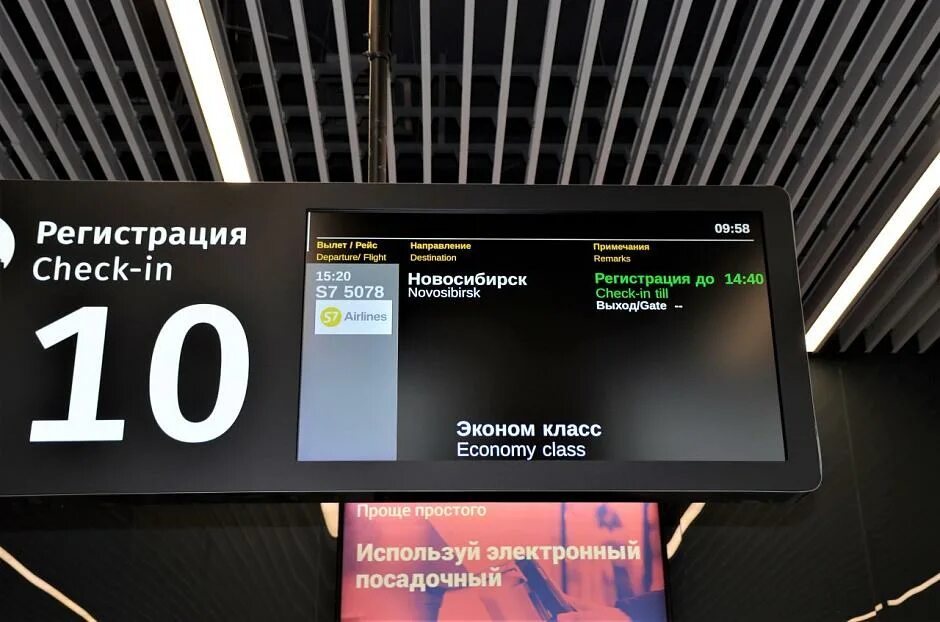 Регистрация
Check-in
10
09:58
Вылет / Рейс Направление Примечания
Departure/ Flight Destination Remarks
15:20 Новосибирск Регистрация до 14:40
S7 5078 Novosibirsk Check-in till
Выход/Gate --
S7 Airlines
Эконом класс
Economy class
Проще простого
Используй электронный
посадочный